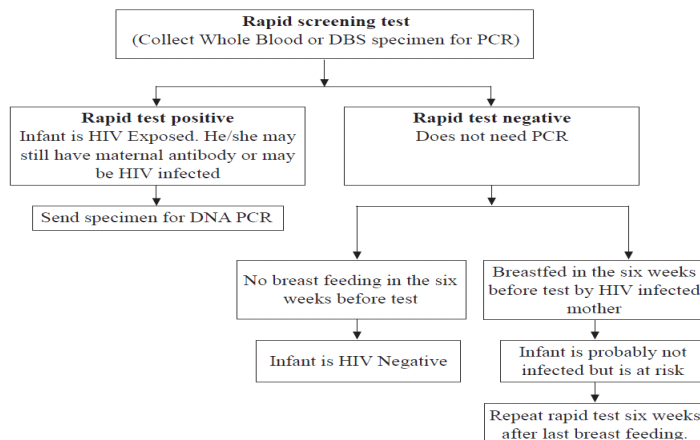 Rapid screening test
(Collect Whole Blood or DBS specimen for PCR)
Rapid test positive
Infant is HIV Exposed. He/she may
still have maternal antibody or may
be HIV infected
Rapid test negative
Does not need PCR
Send specimen for DNA PCR
No breast feeding in the six
weeks before test
Breastfed in the six weeks
before test by HIV infected
mother
Infant is HIV Negative
Infant is probably not
infected but is at risk
Repeat rapid test six weeks
after last breast feeding.